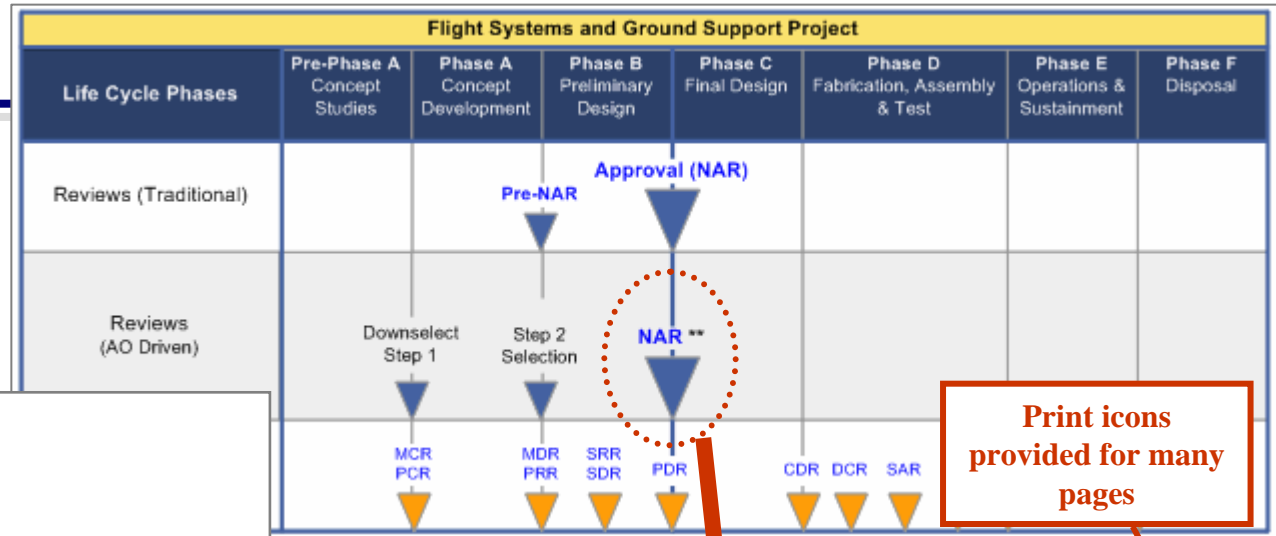 Flight Systems and Ground Support Project
Life Cycle Phases
Pre-Phase A
Concept
Studies
Phase A
Concept
Development
Phase B
Preliminary
Design
Phase C
Final Design
Phase D
Fabrication, Assembly
& Test
Phase E
Operations &
Sustainment
Phase F
Disposal
Reviews (Traditional)
Pre-NAR
Approval (NAR)
Reviews
(AO Driven)
Downselect
Step 1
Step 2
Selection
NAR **
MCR
PCR
MDR
PRR
SRR
SDR
PDR
CDR
DCR
SAR
Print icons
provided for many
pages